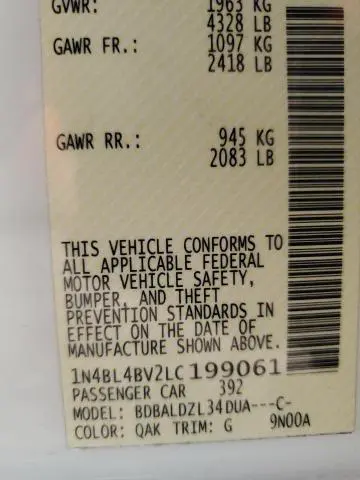 GVWR: 1963 KG
4328 LB
GAWR FR.: 1097 KG
2418 LB
GAWR RR.: 945 KG
2083 LB
THIS VEHICLE CONFORMS TO
ALL APPLICABLE FEDERAL
MOTOR VEHICLE SAFETY,
BUMPER, AND THEFT
PREVENTION STANDARDS IN
EFFECT ON THE DATE OF
MANUFACTURE SHOWN ABOVE.
1N4BL4BV2LC199061
PASSENGER CAR 392
MODEL: BDBALDZL34DUA---C-
COLOR: QAK TRIM: G 9N00A